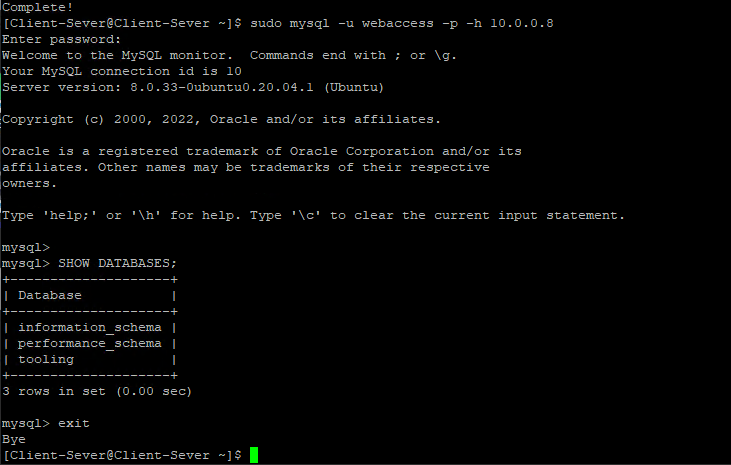 Complete!
[Client-Sever@Client-Sever ~]$ sudo mysql -u webaccess -p -h 10.0.0.8
Enter password:
Welcome to the MySQL monitor.  Commands end with ; or \g.
Your MySQL connection id is 10
Server version: 8.0.33-0ubuntu0.20.04.1 (Ubuntu)
Copyright (c) 2000, 2022, Oracle and/or its affiliates.
Oracle is a registered trademark of Oracle Corporation and/or its
affiliates. Other names may be trademarks of their respective
owners.
Type 'help;' or '\h' for help. Type '\c' to clear the current input statement.
mysql>
mysql> SHOW DATABASES;
+--------------------+
| Database           |
+--------------------+
| information_schema |
| performance_schema |
| tooling            |
+--------------------+
3 rows in set (0.00 sec)
mysql> exit
Bye
[Client-Sever@Client-Sever ~]$